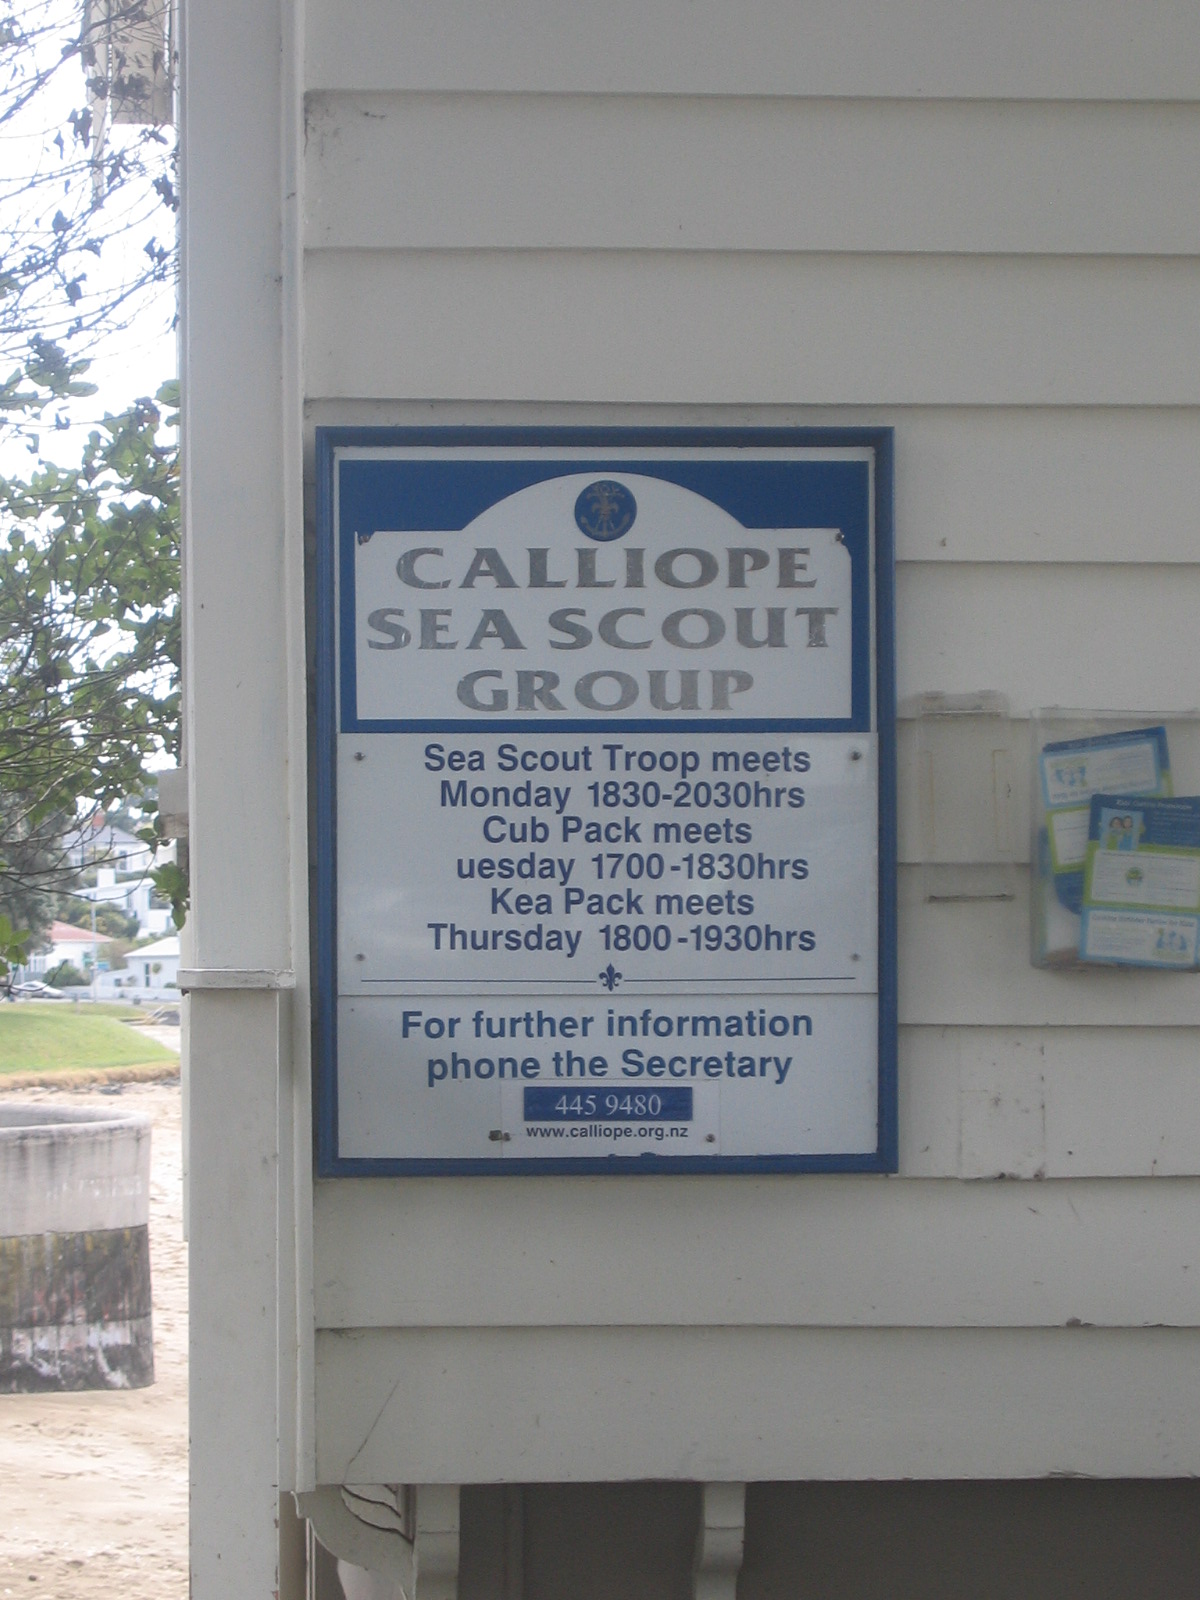 CALLIOPE
SEA SCOUT
GROUP
Sea Scout Troop meets
Monday 1830-2030hrs
Cub Pack meets
uesday 1700-1830hrs
Kea Pack meets
Thursday 1800-1930hrs
For further information
phone the Secretary
445 9480
www.calliope.org.nz